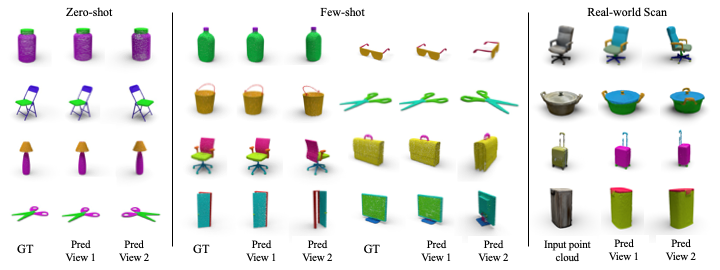 Zero-shot
Few-shot
Real-world Scan
GT
Pred
View 1
Pred
View 2
GT
Pred
View 1
Pred
View 2
GT
Pred
View 1
Pred
View 2
Input point
cloud
Pred
View 1
Pred
View 2